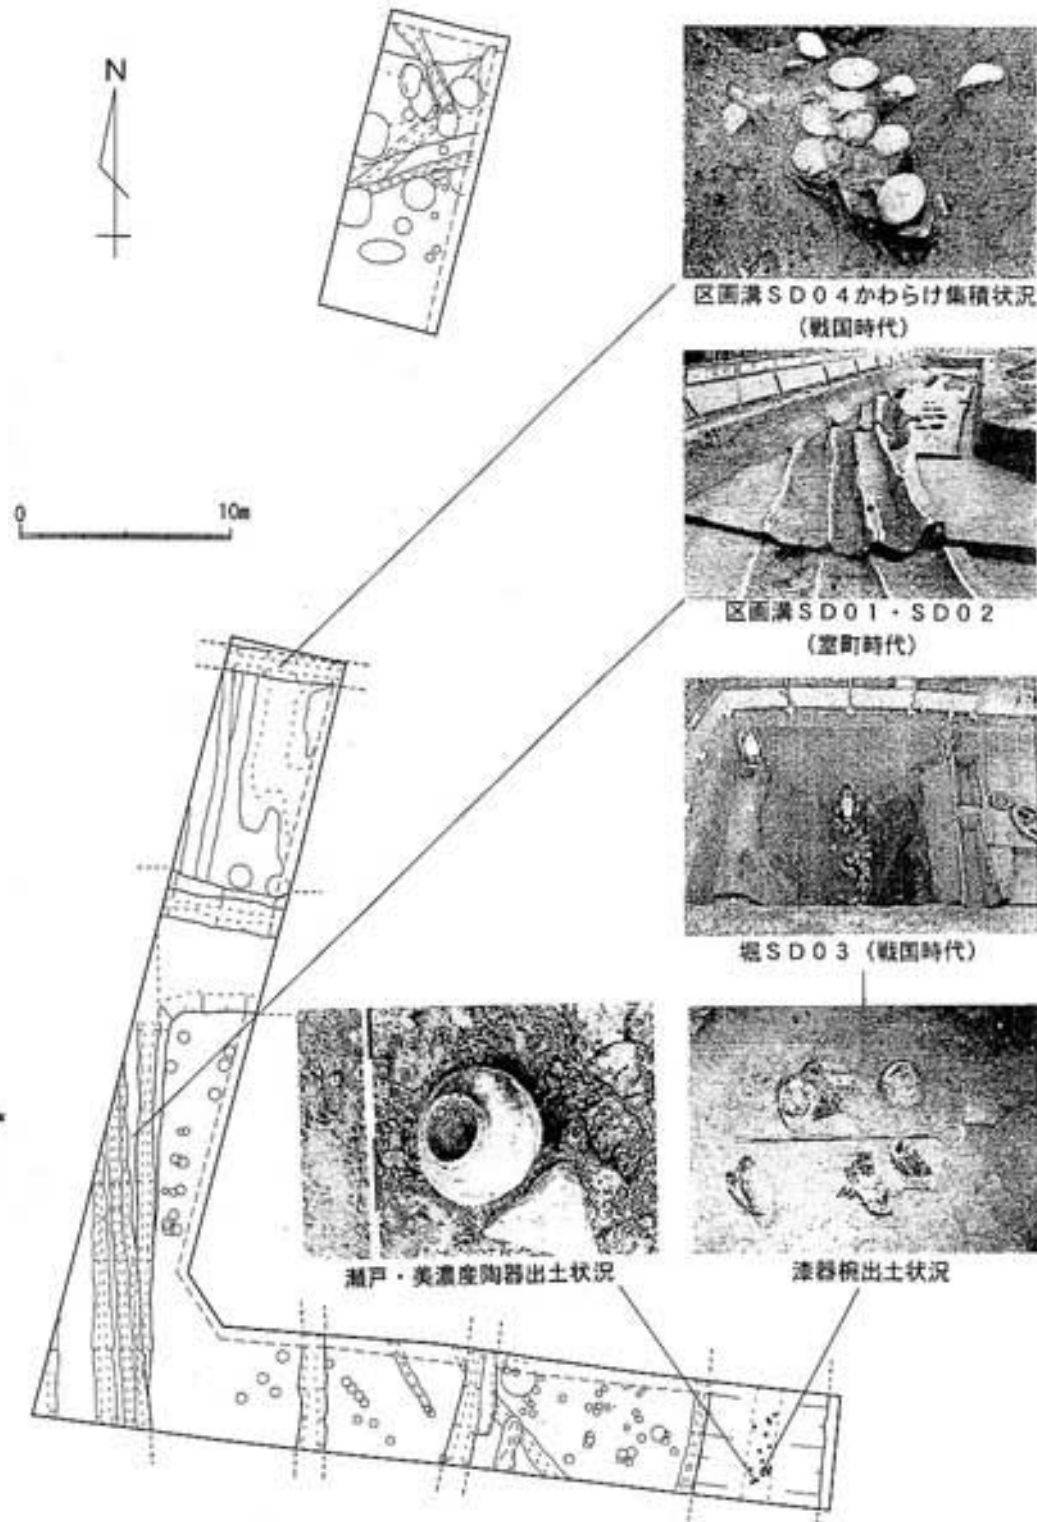 N
区画溝SD04かわらけ集積状況
(戦国時代)
0 10m
区画溝SD01・SD02
(室町時代)
堀SD03(戦国時代)
瀬戸・美濃産陶器出土状況
漆器椀出土状況